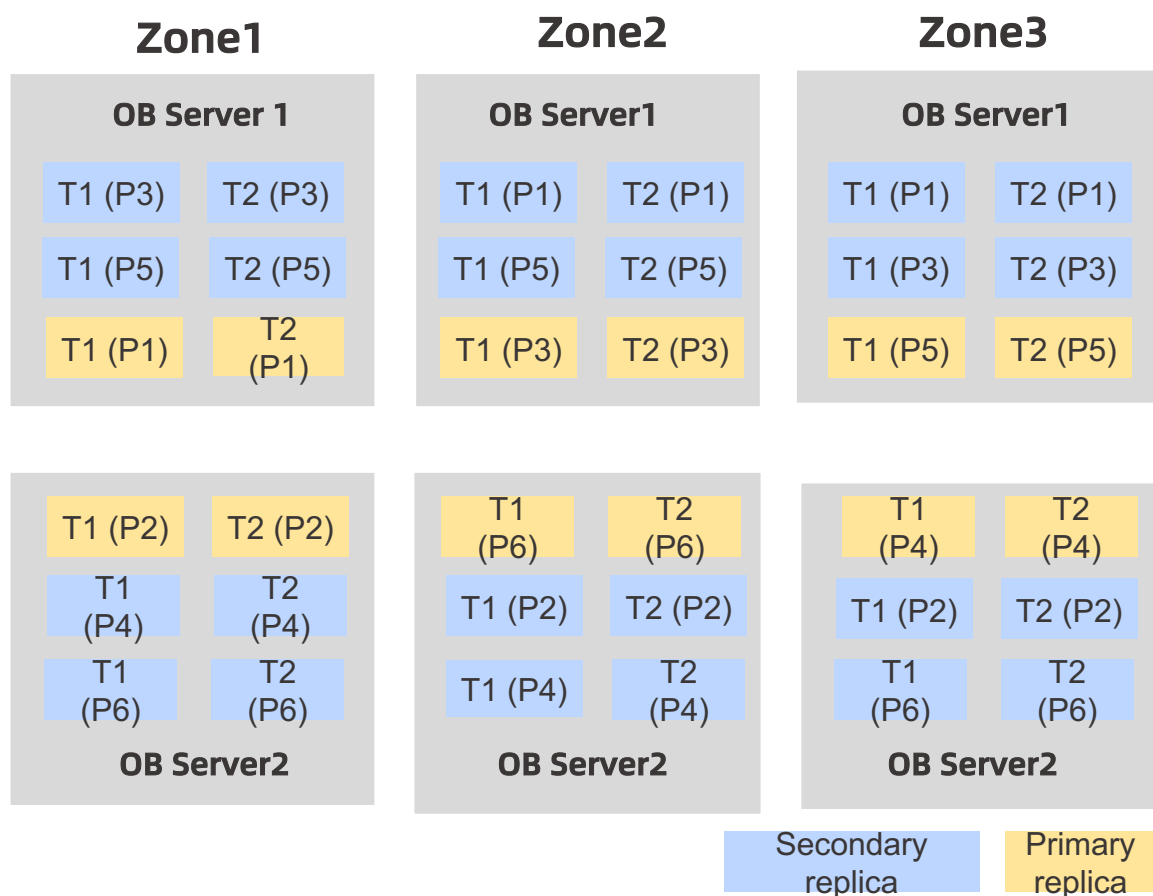 Zone1
Zone2
Zone3
OB Server 1
OB Server1
OB Server1
T1 (P3)
T2 (P3)
T1 (P1)
T2 (P1)
T1 (P1)
T2 (P1)
T1 (P5)
T2 (P5)
T1 (P5)
T2 (P5)
T1 (P3)
T2 (P3)
T1 (P1)
T2
(P1)
T1 (P3)
T2 (P3)
T1 (P5)
T2 (P5)
T1 (P2)
T2 (P2)
T1
(P6)
T2
(P6)
T1
(P4)
T2
(P4)
T1
(P4)
T2
(P4)
T1 (P2)
T2 (P2)
T1 (P2)
T2 (P2)
T1
(P6)
T2
(P6)
T1 (P4)
T2
(P4)
T1
(P6)
T2
(P6)
OB Server2
OB Server2
OB Server2
Secondary
replica
Primary
replica